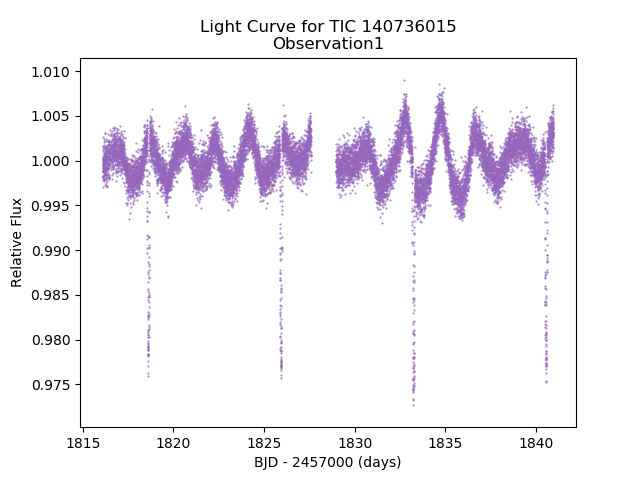 Light Curve for TIC 140736015
Observation1
1.010
1.005
1.000
0.995
0.990
0.985
0.980
0.975
Relative Flux
1815 1820 1825 1830 1835 1840
BJD - 2457000 (days)